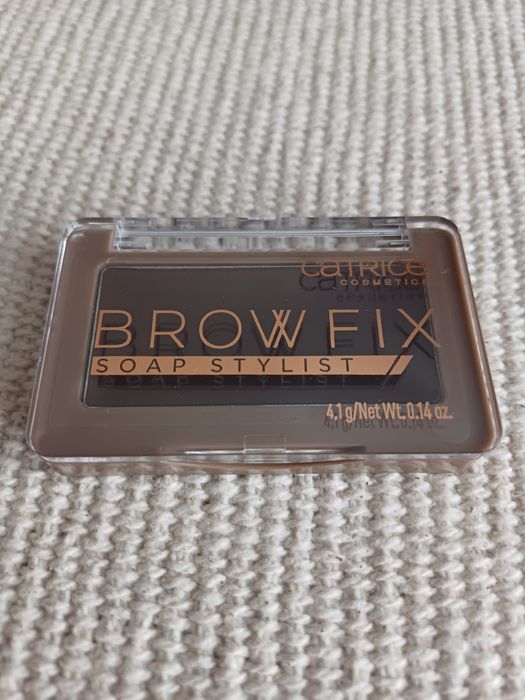 CATRICE
COSMETICS
BROW FIX
SOAP STYLIST
4,1 g/Net Wt. 0.14 oz.